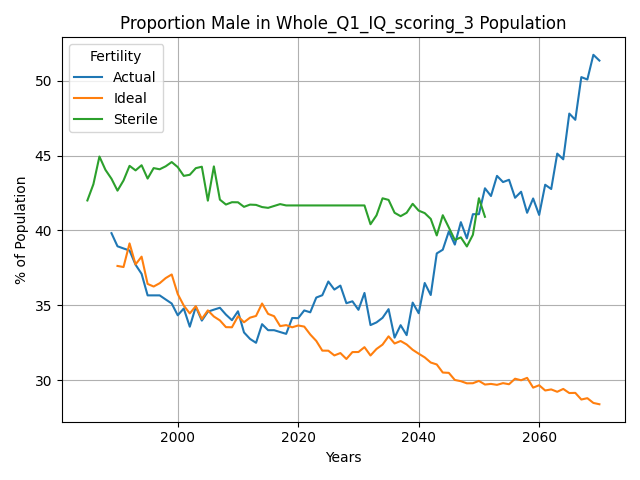 Proportion Male in Whole_Q1_IQ_scoring_3 Population
Fertility
Actual
Ideal
Sterile
% of Population
50
45
40
35
30
2000
2020
2040
2060
Years